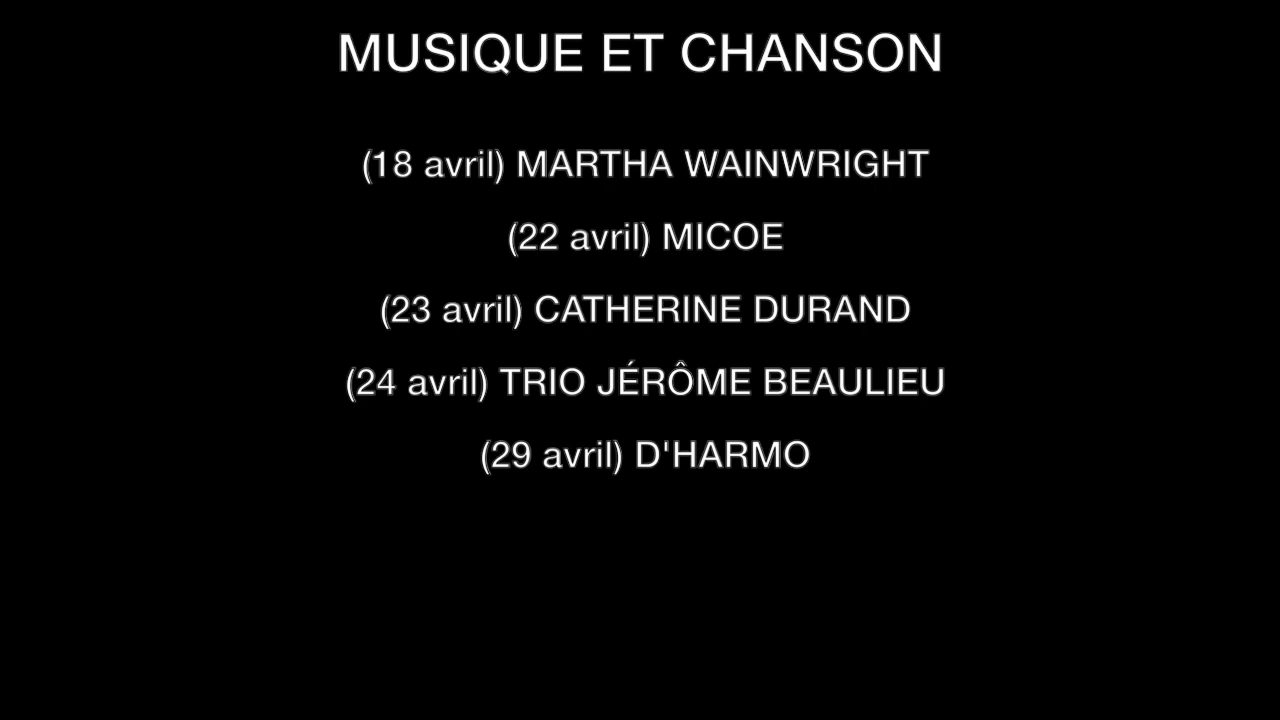 MUSIQUE ET CHANSON
(18 avril) MARTHA WAINWRIGHT
(22 avril) MICOE
(23 avril) CATHERINE DURAND
(24 avril) TRIO JÉRÔME BEAULIEU
(29 avril) D'HARMO